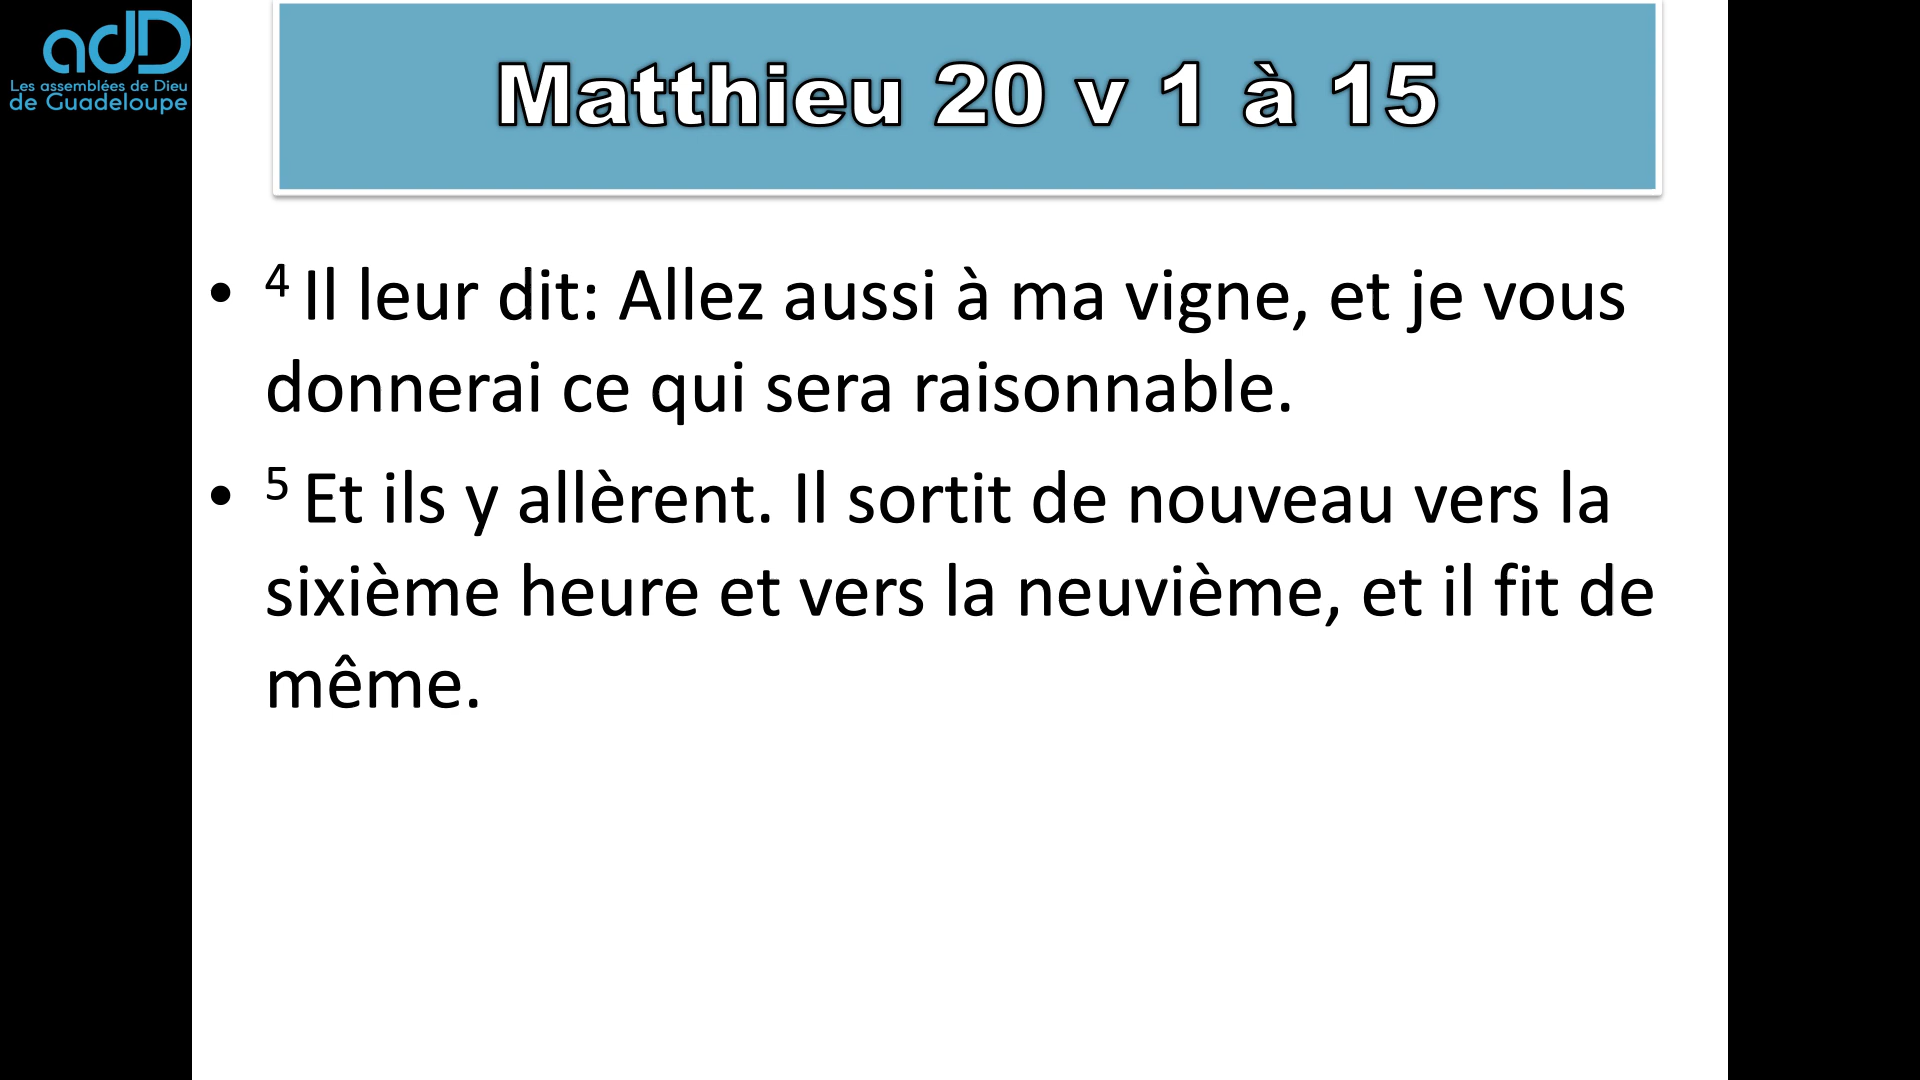 adD
Les assemblées de Dieu
de Guadeloupe
Matthieu 20 v 1 à 15
• 4 Il leur dit: Allez aussi à ma vigne, et je vous
donnerai ce qui sera raisonnable.
• 5 Et ils y allèrent. Il sortit de nouveau vers la
sixième heure et vers la neuvième, et il fit de
même.